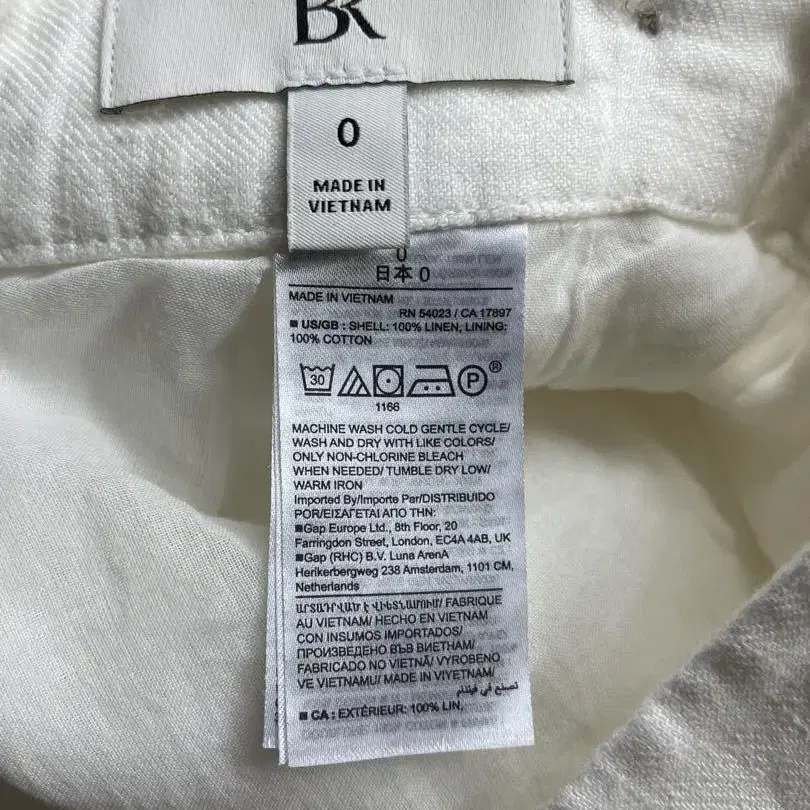 BR
0
MADE IN
VIETNAM
0
日本 0
MADE IN VIETNAM
RN 54023 / CA 17897
■ US/GB : SHELL: 100% LINEN, LINING:
100% COTTON
30
P®
1166
MACHINE WASH COLD GENTLE CYCLE/
WASH AND DRY WITH LIKE COLORS/
ONLY NON-CHLORINE BLEACH
WHEN NEEDED/ TUMBLE DRY LOW/
WARM IRON
Imported By/Importe Par/DISTRIBUIDO
POR/ΕΙΣΑΓΕΤΑΙ ΑΠΟ ΤΗΝ:
■Gap Europe Ltd., 8th Floor, 20
Farringdon Street, London, EC4A 4AB, UK
■Gap (RHC) B.V. Luna ArenA
Herikerbergweg 238 Amsterdam, 1101 CM,
Netherlands
ԱՐՏԱԴՐՎԱԾ Է ՎԻԵՏՆԱՄՈՒՄ/ FABRIQUE
AU VIETNAM/ HECHO EN VIETNAM
CON INSUMOS IMPORTADOS/
ПРОИЗВЕДЕНО ВЪВ ВИЕТНАМ/
FABRICADO NO VIETNÃ/ VYROBENO
VE VIETNAMU/ MADE IN VIYETNAM/
تصنع في فيتنام
■ CA : EXTÉRIEUR: 100% LIN,